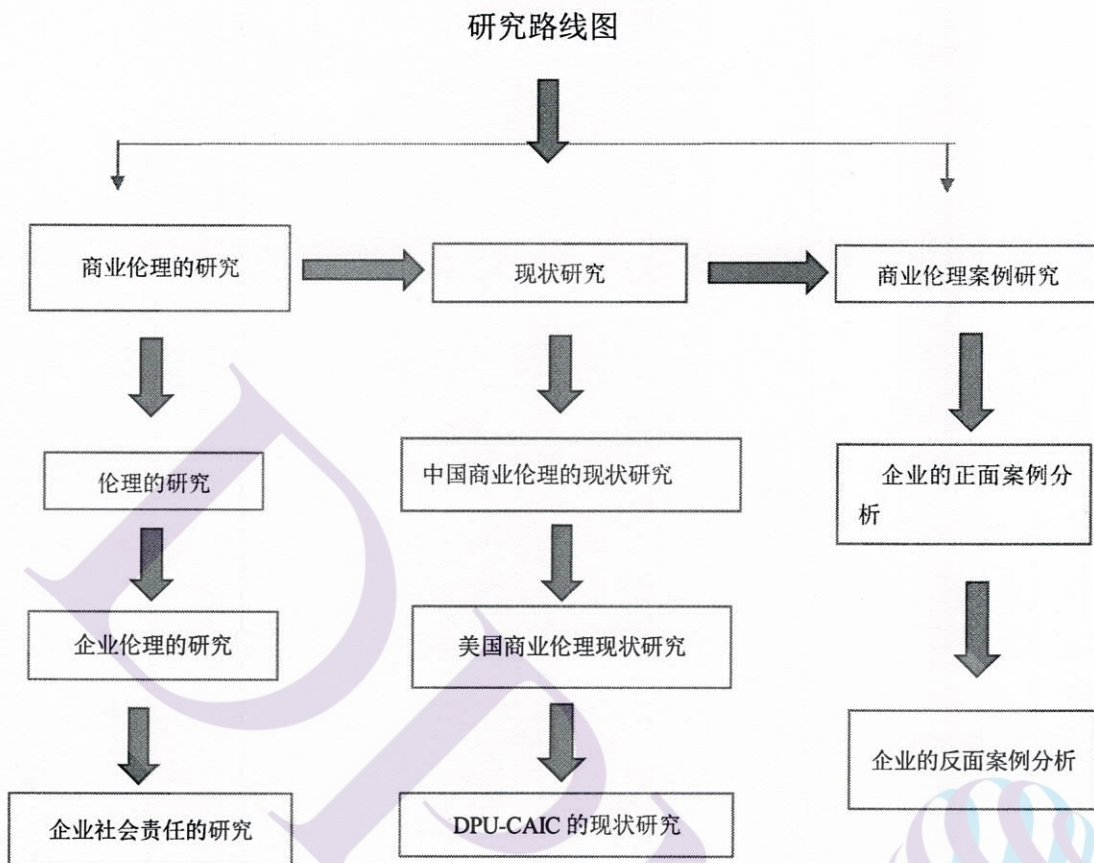 研究路线图
商业伦理的研究
现状研究
商业伦理案例研究
伦理的研究
中国商业伦理的现状研究
企业的正面案例分
析
企业伦理的研究
美国商业伦理现状研究
企业的反面案例分析
企业社会责任的研究
DPU-CAIC 的现状研究